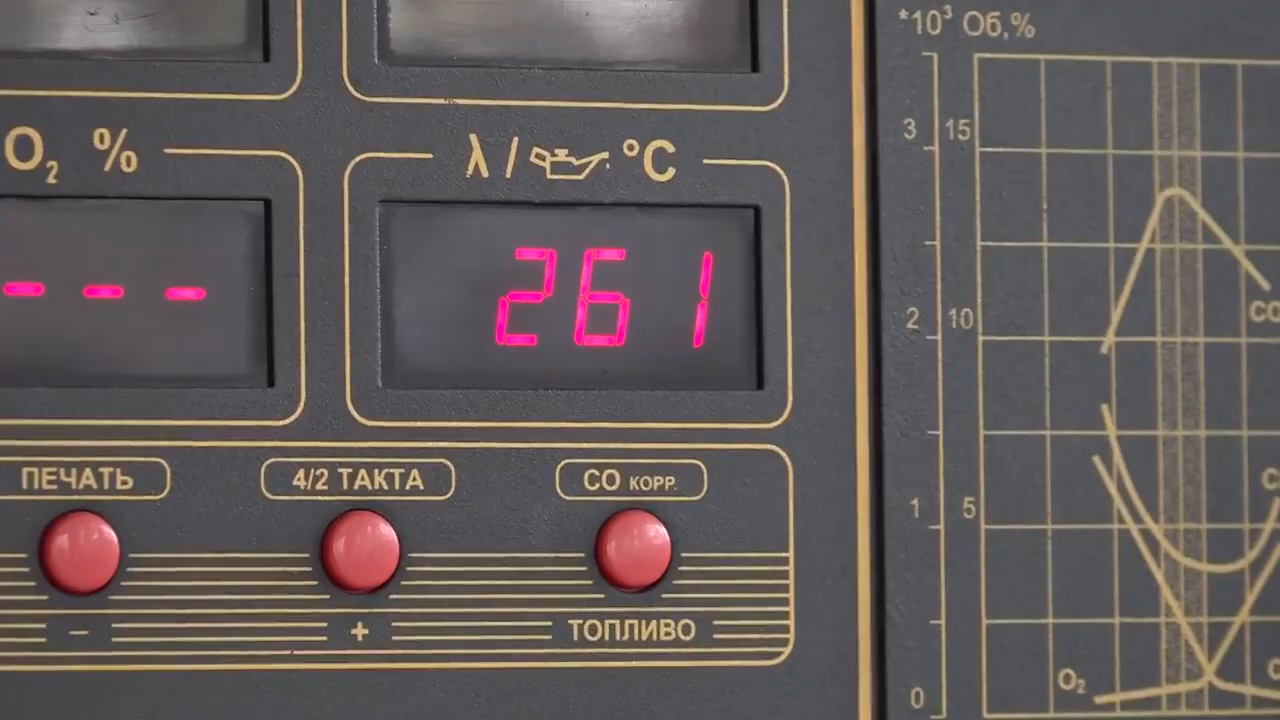 *10³ Об,%
O₂ %
λ / °C
3 15
- - -
261
2 10
CO
ПЕЧАТЬ
4/2 ТАКТА
CO КОРР.
1 5
− + ТОПЛИВО
O₂
0